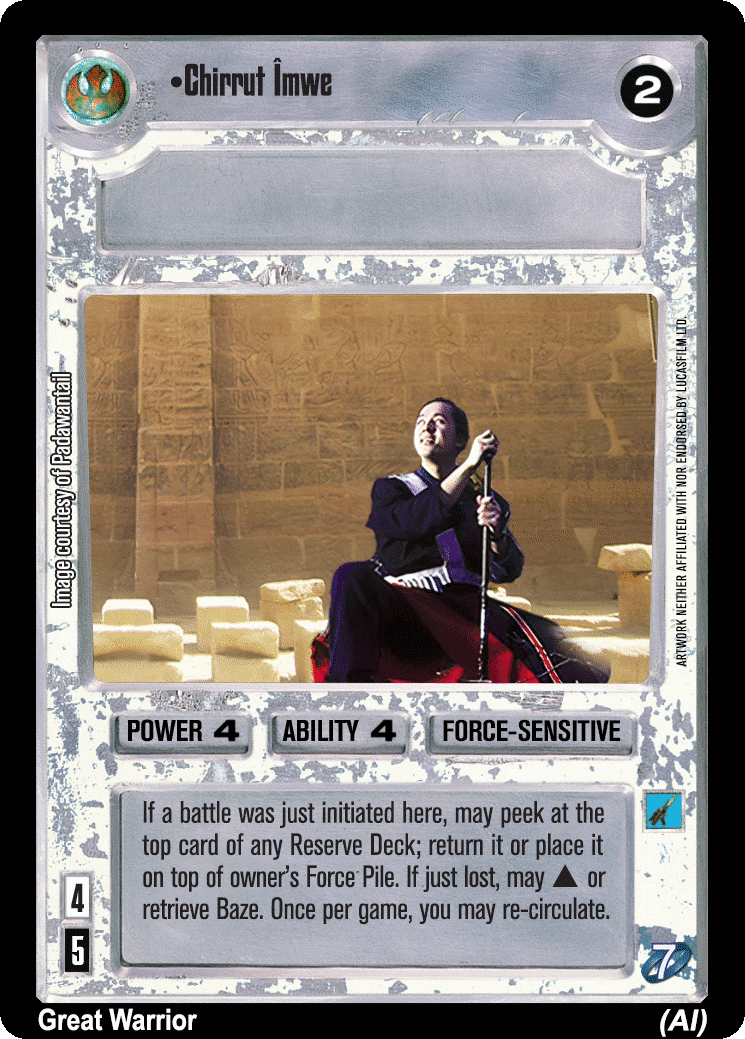 •Chirrut Îmwe
2
Image courtesy of Padawantail
ARTWORK NEITHER AFFILIATED WITH NOR ENDORSED BY LUCASFILM LTD.
POWER 4
ABILITY 4
FORCE-SENSITIVE
If a battle was just initiated here, may peek at the
top card of any Reserve Deck; return it or place it
on top of owner's Force Pile. If just lost, may ▲ or
retrieve Baze. Once per game, you may re-circulate.
4
5
7
Great Warrior
(AI)